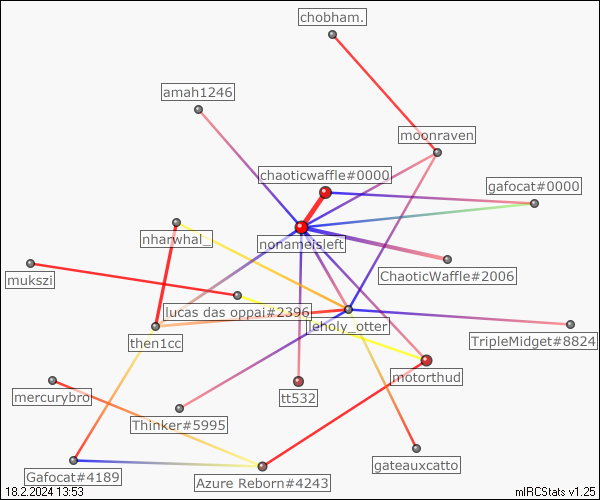 chobham.
amah1246
moonraven
chaoticwaffle#0000
gafocat#0000
nharwhal_
nonameisleft
mukszi
ChaoticWaffle#2006
lucas das oppai#2396
leholy_otter
then1cc
TripleMidget#8824
motorthud
mercurybro
tt532
Thinker#5995
gateauxcatto
Gafocat#4189
Azure Reborn#4243
18.2.2024 13:53
mIRCStats v1.25